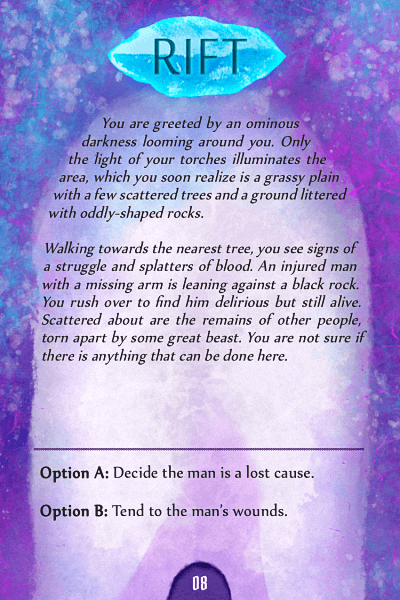 RIFT
You are greeted by an ominous
darkness looming around you. Only
the light of your torches illuminates the
area, which you soon realize is a grassy plain
with a few scattered trees and a ground littered
with oddly-shaped rocks.
Walking towards the nearest tree, you see signs of
a struggle and splatters of blood. An injured man
with a missing arm is leaning against a black rock.
You rush over to find him delirious but still alive.
Scattered about are the remains of other people,
torn apart by some great beast. You are not sure if
there is anything that can be done here.
Option A: Decide the man is a lost cause.
Option B: Tend to the man's wounds.
08